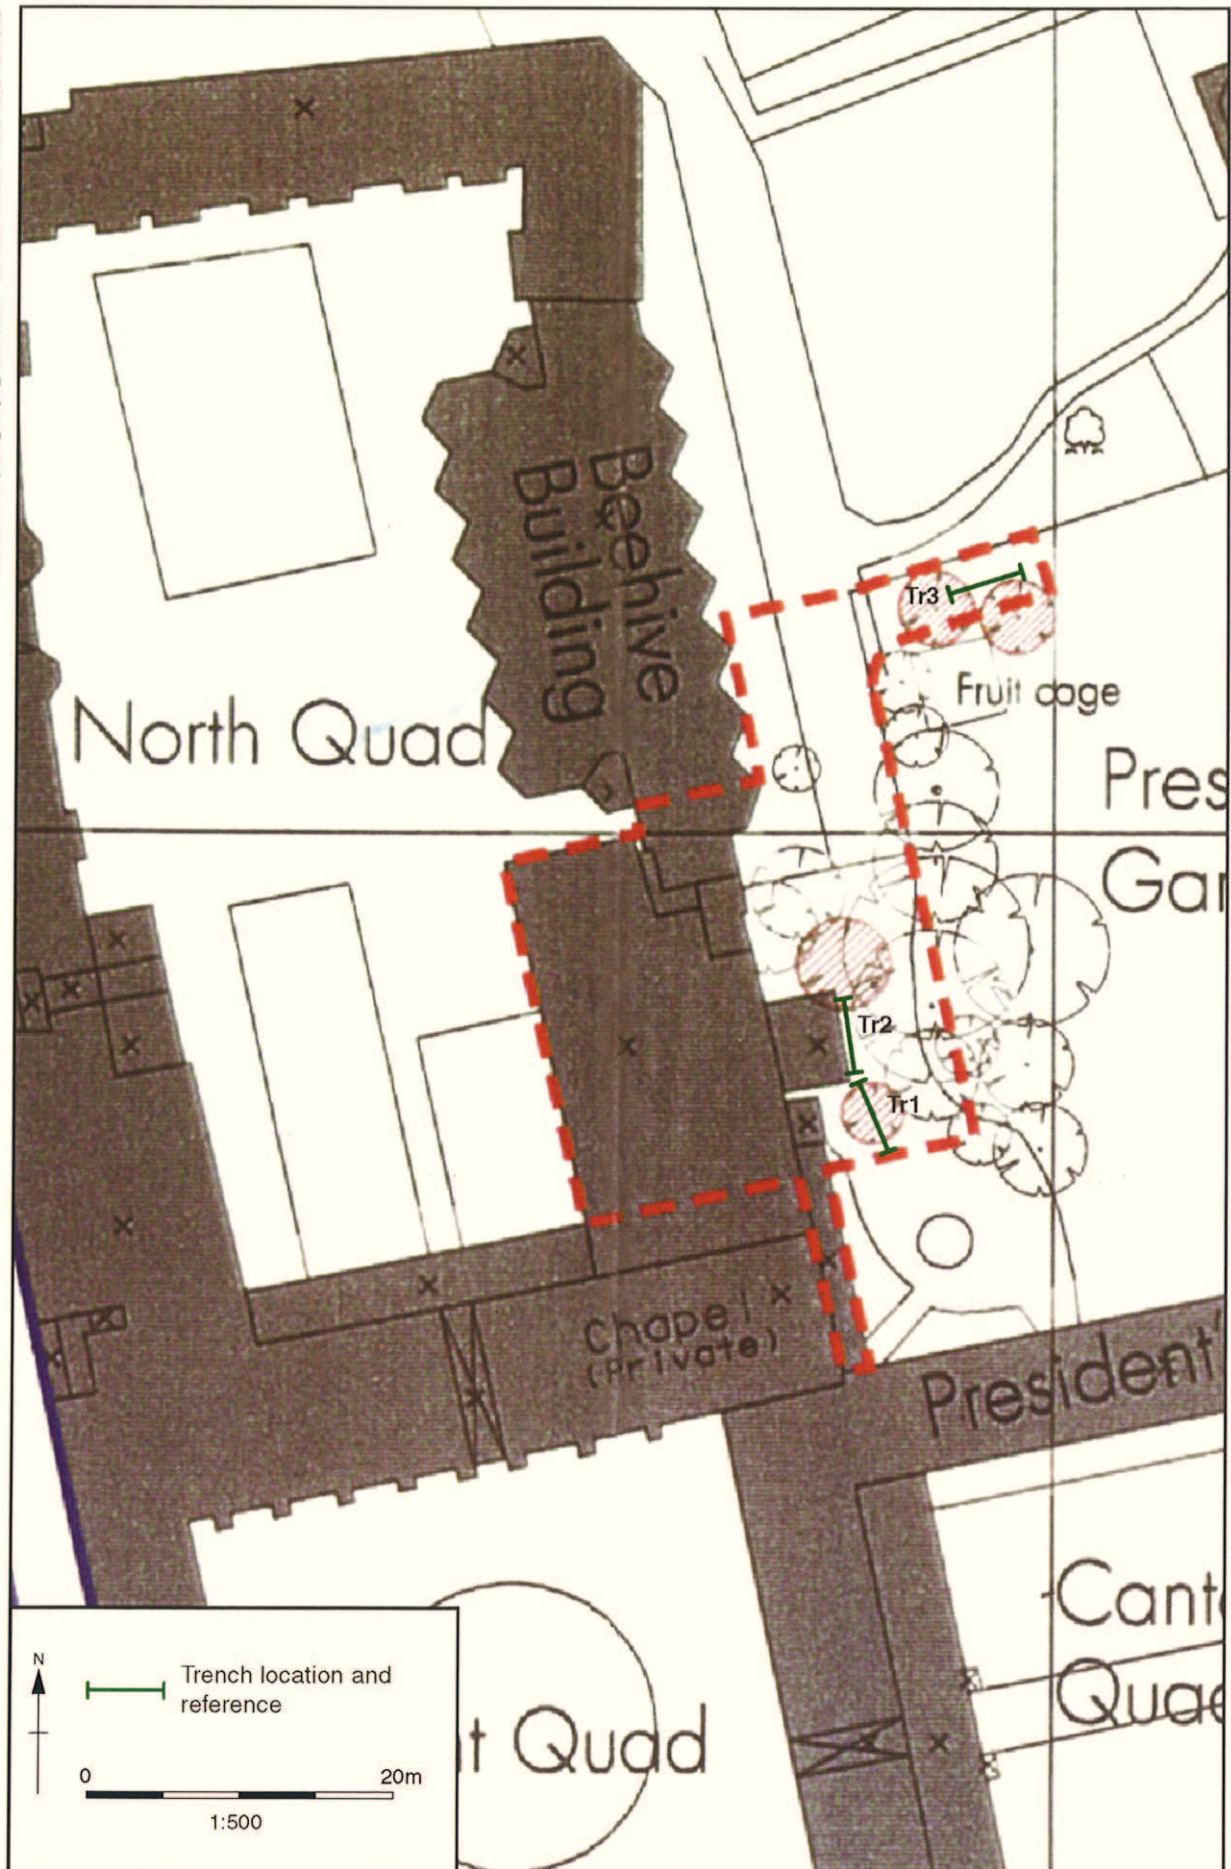 Beehive
Building
Tr3
Fruit cage
North Quad
Pres
Gar
Tr2
Tr1
Chapel
(Private)
President'
Cant
Quad
N
Trench location and
reference
0 20m
1:500
t Quad